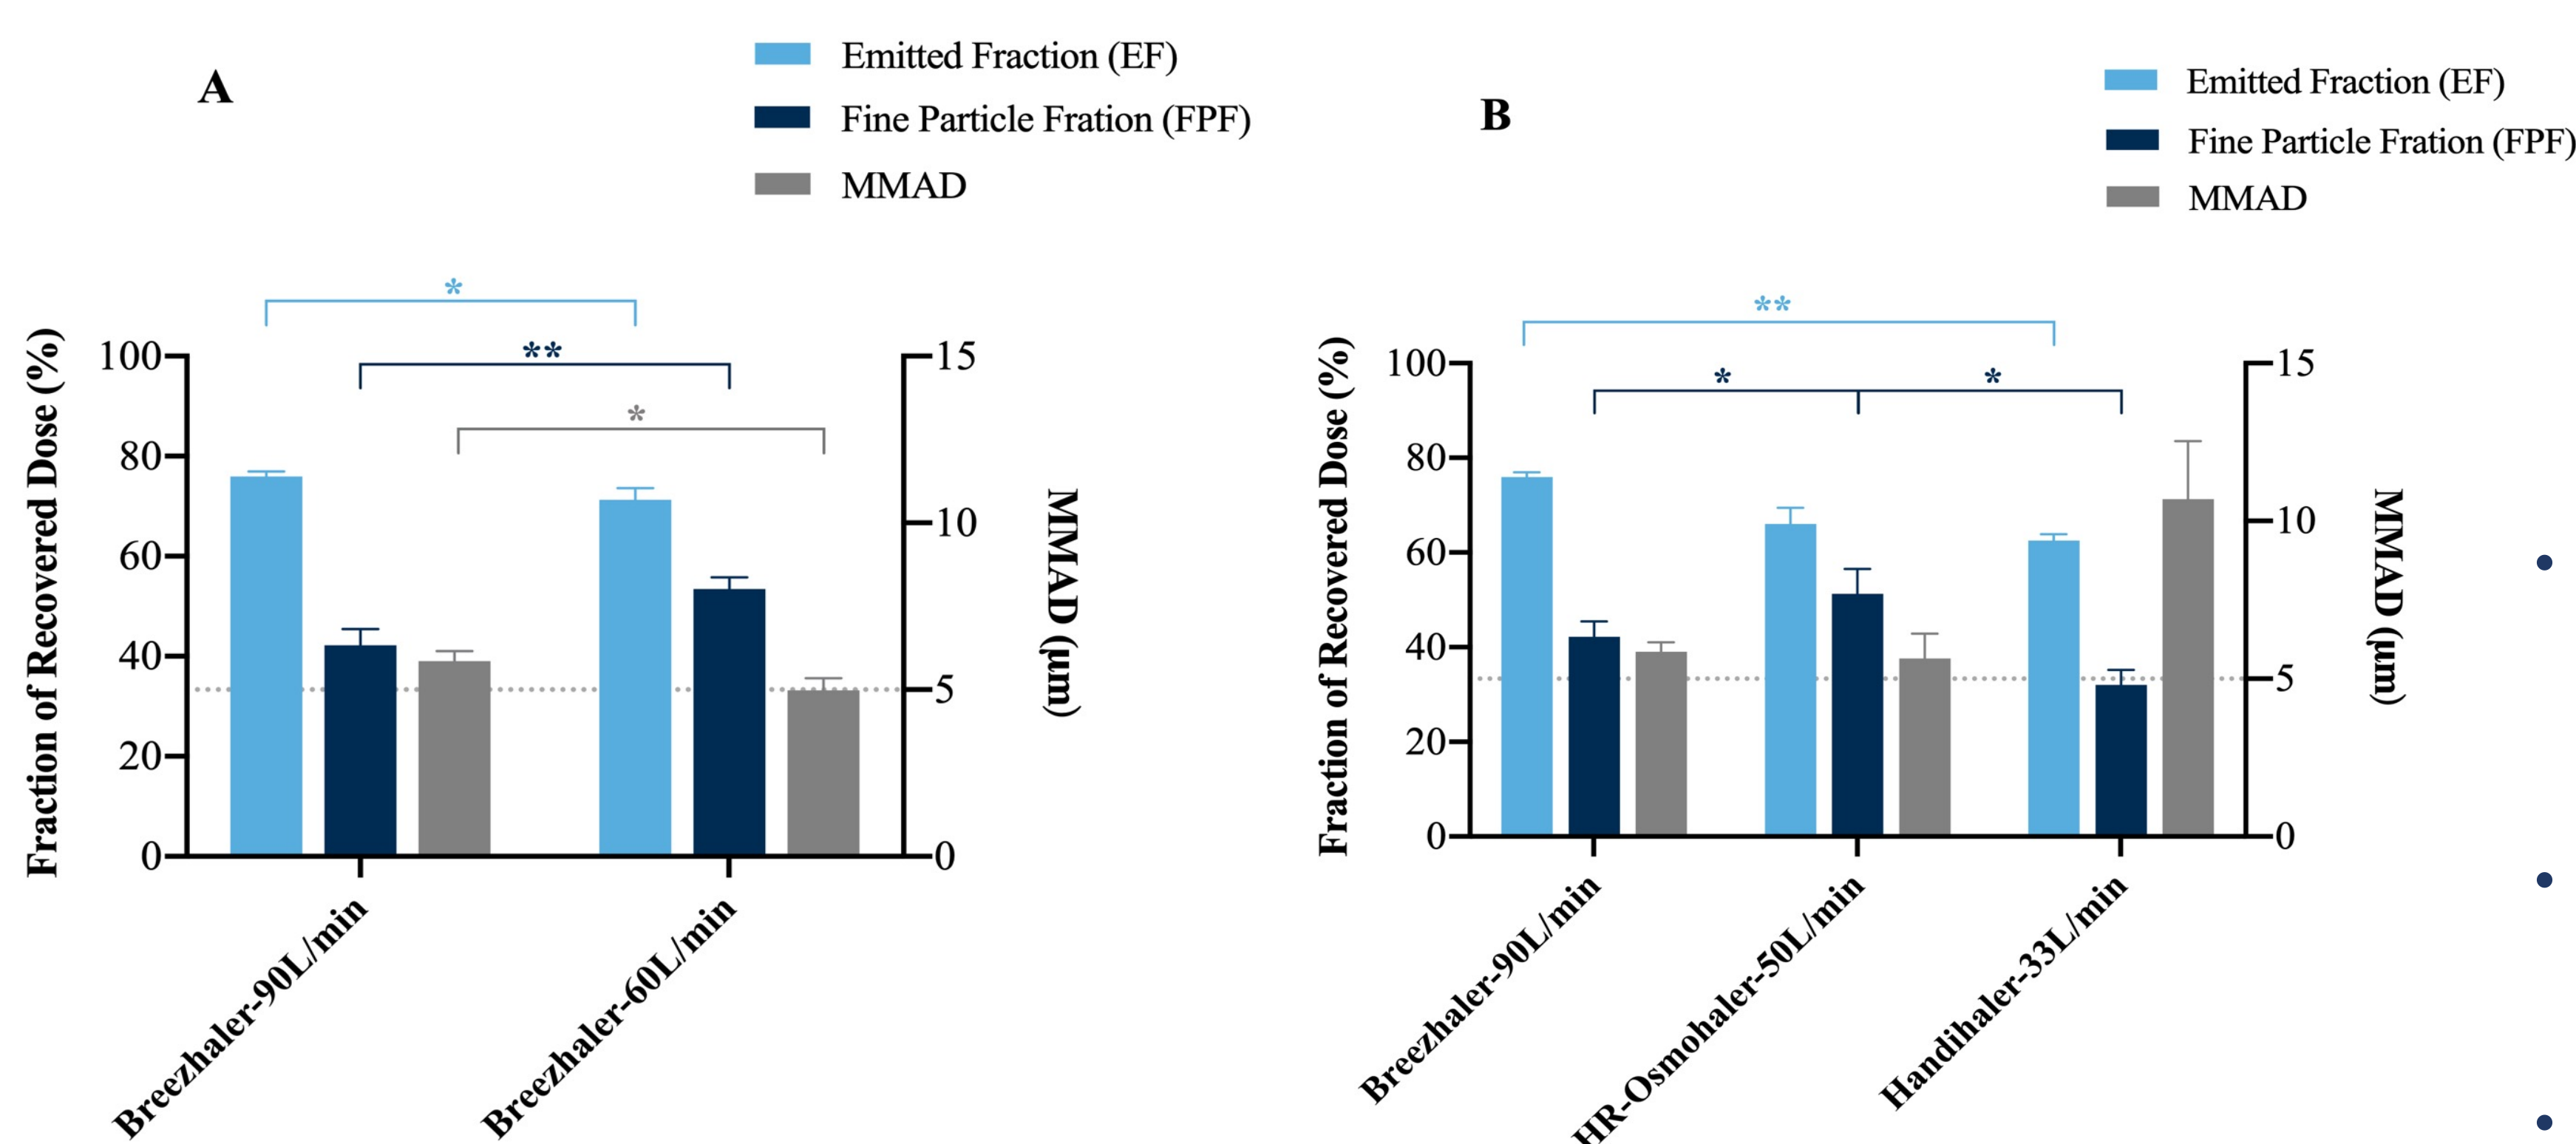 A
Emitted Fraction (EF)
Fine Particle Fration (FPF)
MMAD
*
**
*
Fraction of Recovered Dose (%)
100
80
60
40
20
0
15
10
5
0
MMAD (μm)
Breezhaler-90L/min
Breezhaler-60L/min
B
Emitted Fraction (EF)
Fine Particle Fration (FPF)
MMAD
**
*
*
Fraction of Recovered Dose (%)
100
80
60
40
20
0
15
10
5
0
MMAD (μm)
Breezhaler-90L/min
HR-Osmohaler-50L/min
Handihaler-33L/min